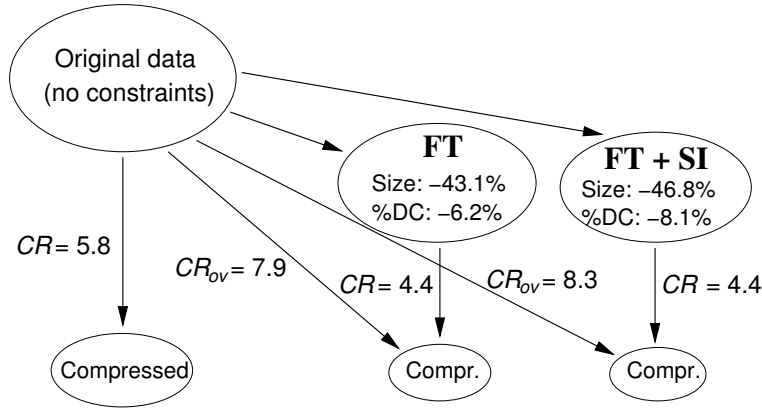 Original data
(no constraints)
FT
Size: −43.1%
%DC: −6.2%
FT + SI
Size: −46.8%
%DC: −8.1%
CR = 5.8
CRov = 7.9
CR = 4.4
CRov = 8.3
CR = 4.4
Compressed
Compr.
Compr.